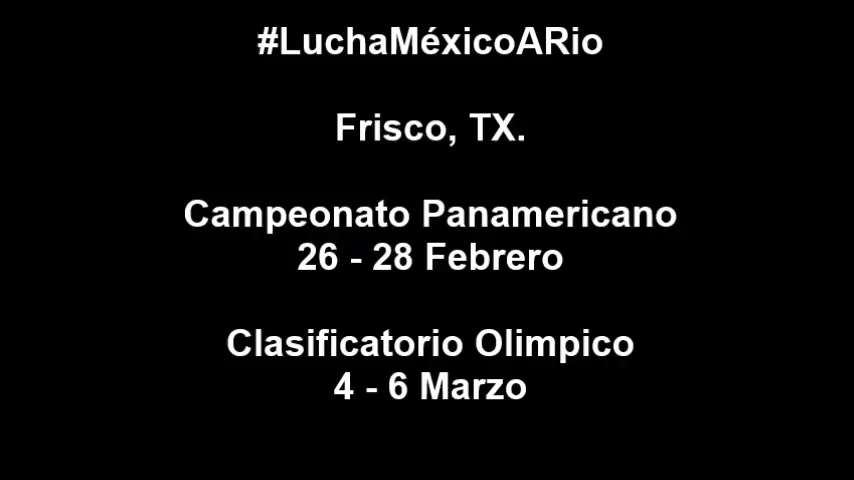 #LuchaMéxicoARio
Frisco, TX.
Campeonato Panamericano
26 - 28 Febrero
Clasificatorio Olimpico
4 - 6 Marzo